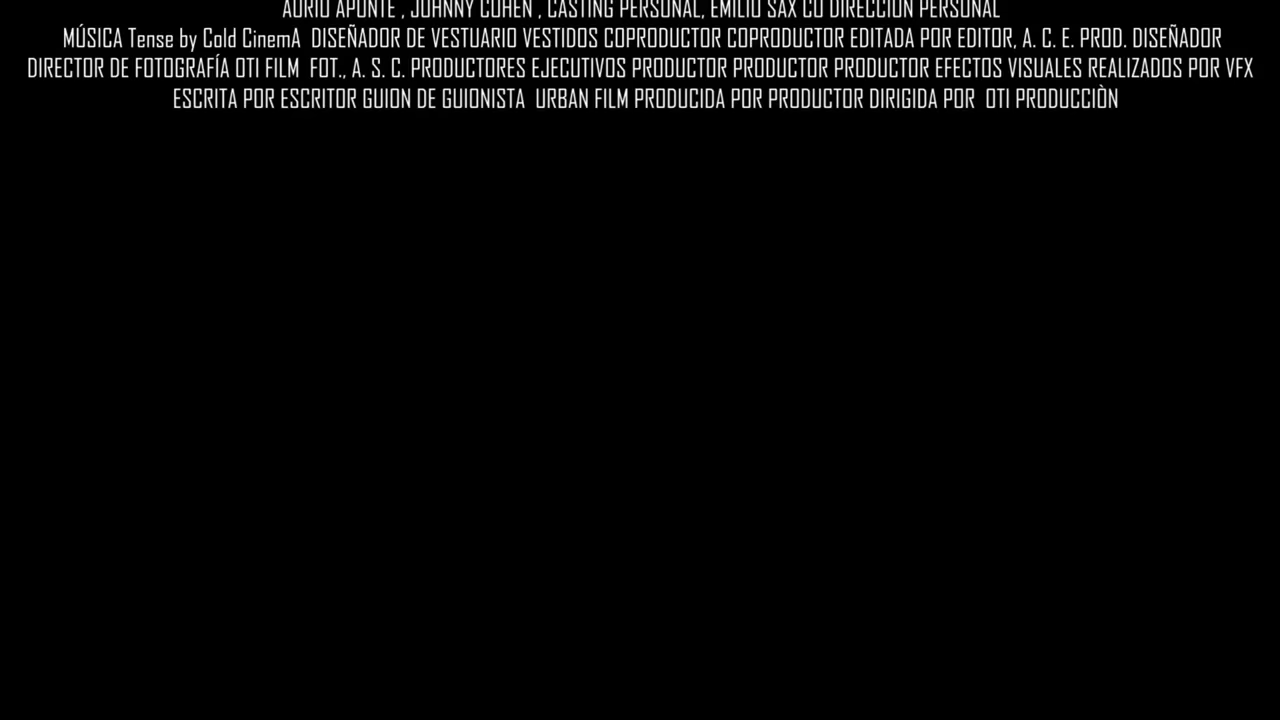 AURIO APONTE , JOHNNY COHEN , CASTING PERSONAL, EMILIO SAX CO DIRECCION PERSONAL
MÚSICA Tense by Cold CinemA DISEÑADOR DE VESTUARIO VESTIDOS COPRODUCTOR COPRODUCTOR EDITADA POR EDITOR, A. C. E. PROD. DISEÑADOR
DIRECTOR DE FOTOGRAFÍA OTI FILM FOT., A. S. C. PRODUCTORES EJECUTIVOS PRODUCTOR PRODUCTOR PRODUCTOR EFECTOS VISUALES REALIZADOS POR VFX
ESCRITA POR ESCRITOR GUION DE GUIONISTA URBAN FILM PRODUCIDA POR PRODUCTOR DIRIGIDA POR OTI PRODUCCIÒN